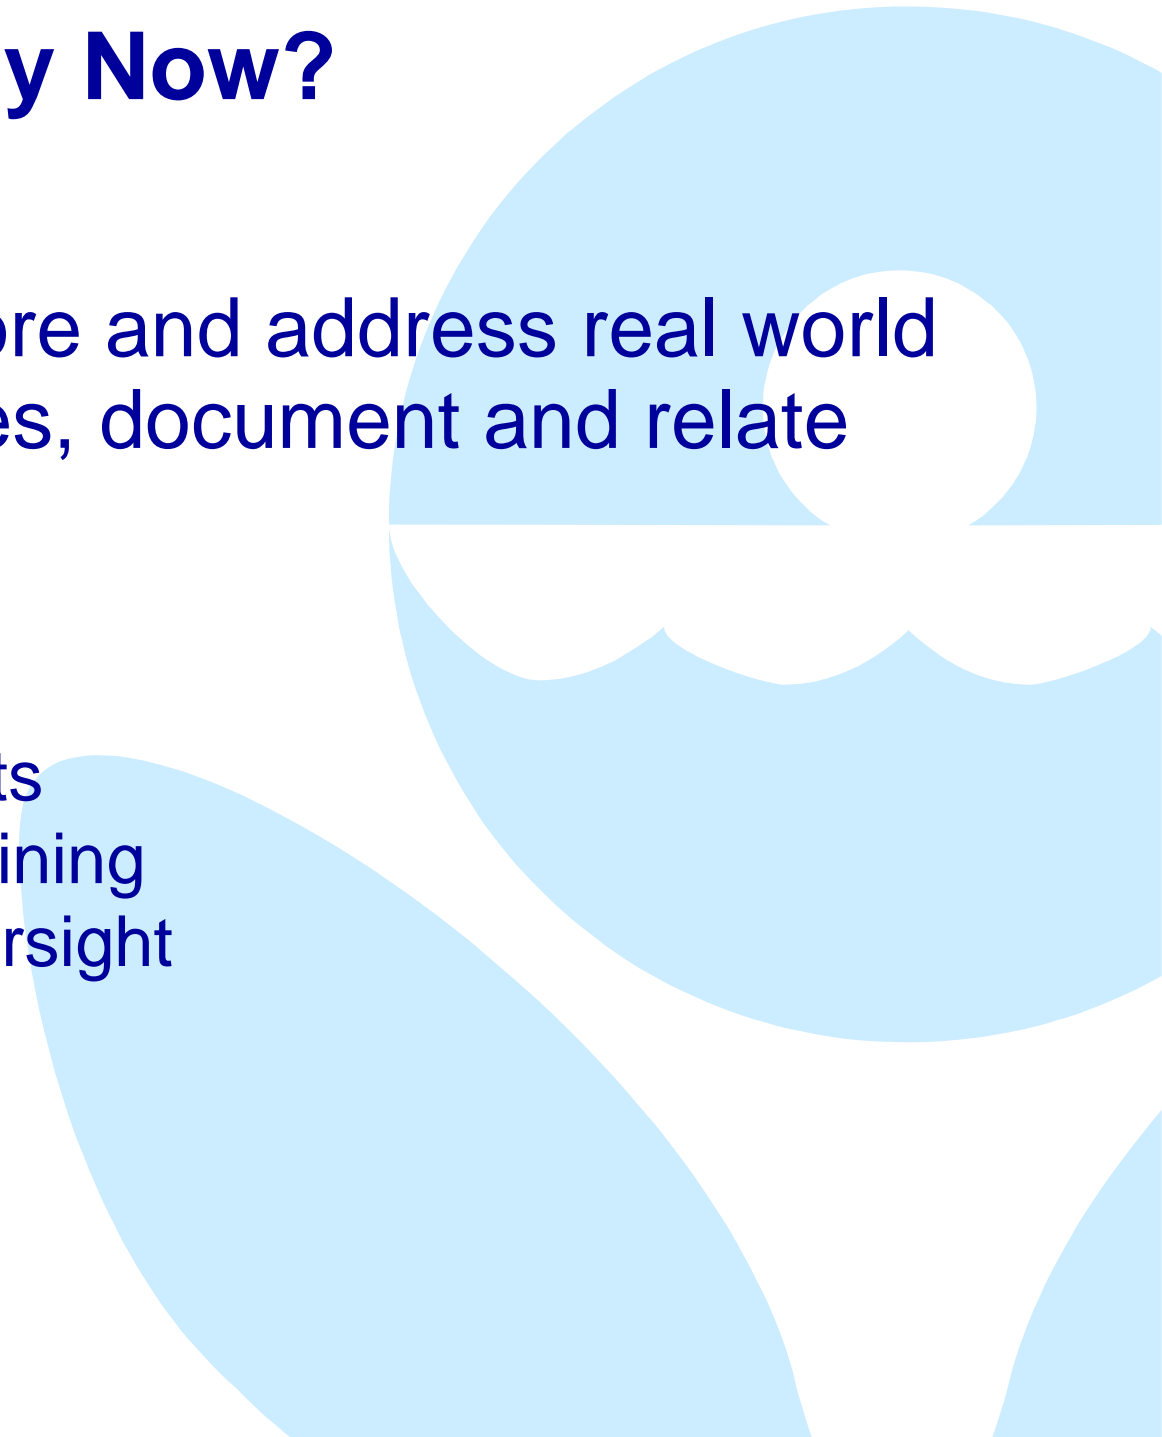 y Now?
ore and address real world
es, document and relate
ts
ining
rsight